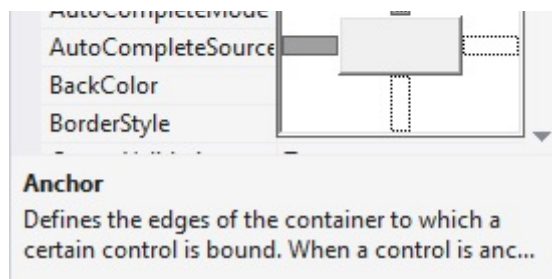 AutoCompleteMode
AutoCompleteSource
BackColor
BorderStyle
Anchor
Defines the edges of the container to which a
certain control is bound. When a control is anc...